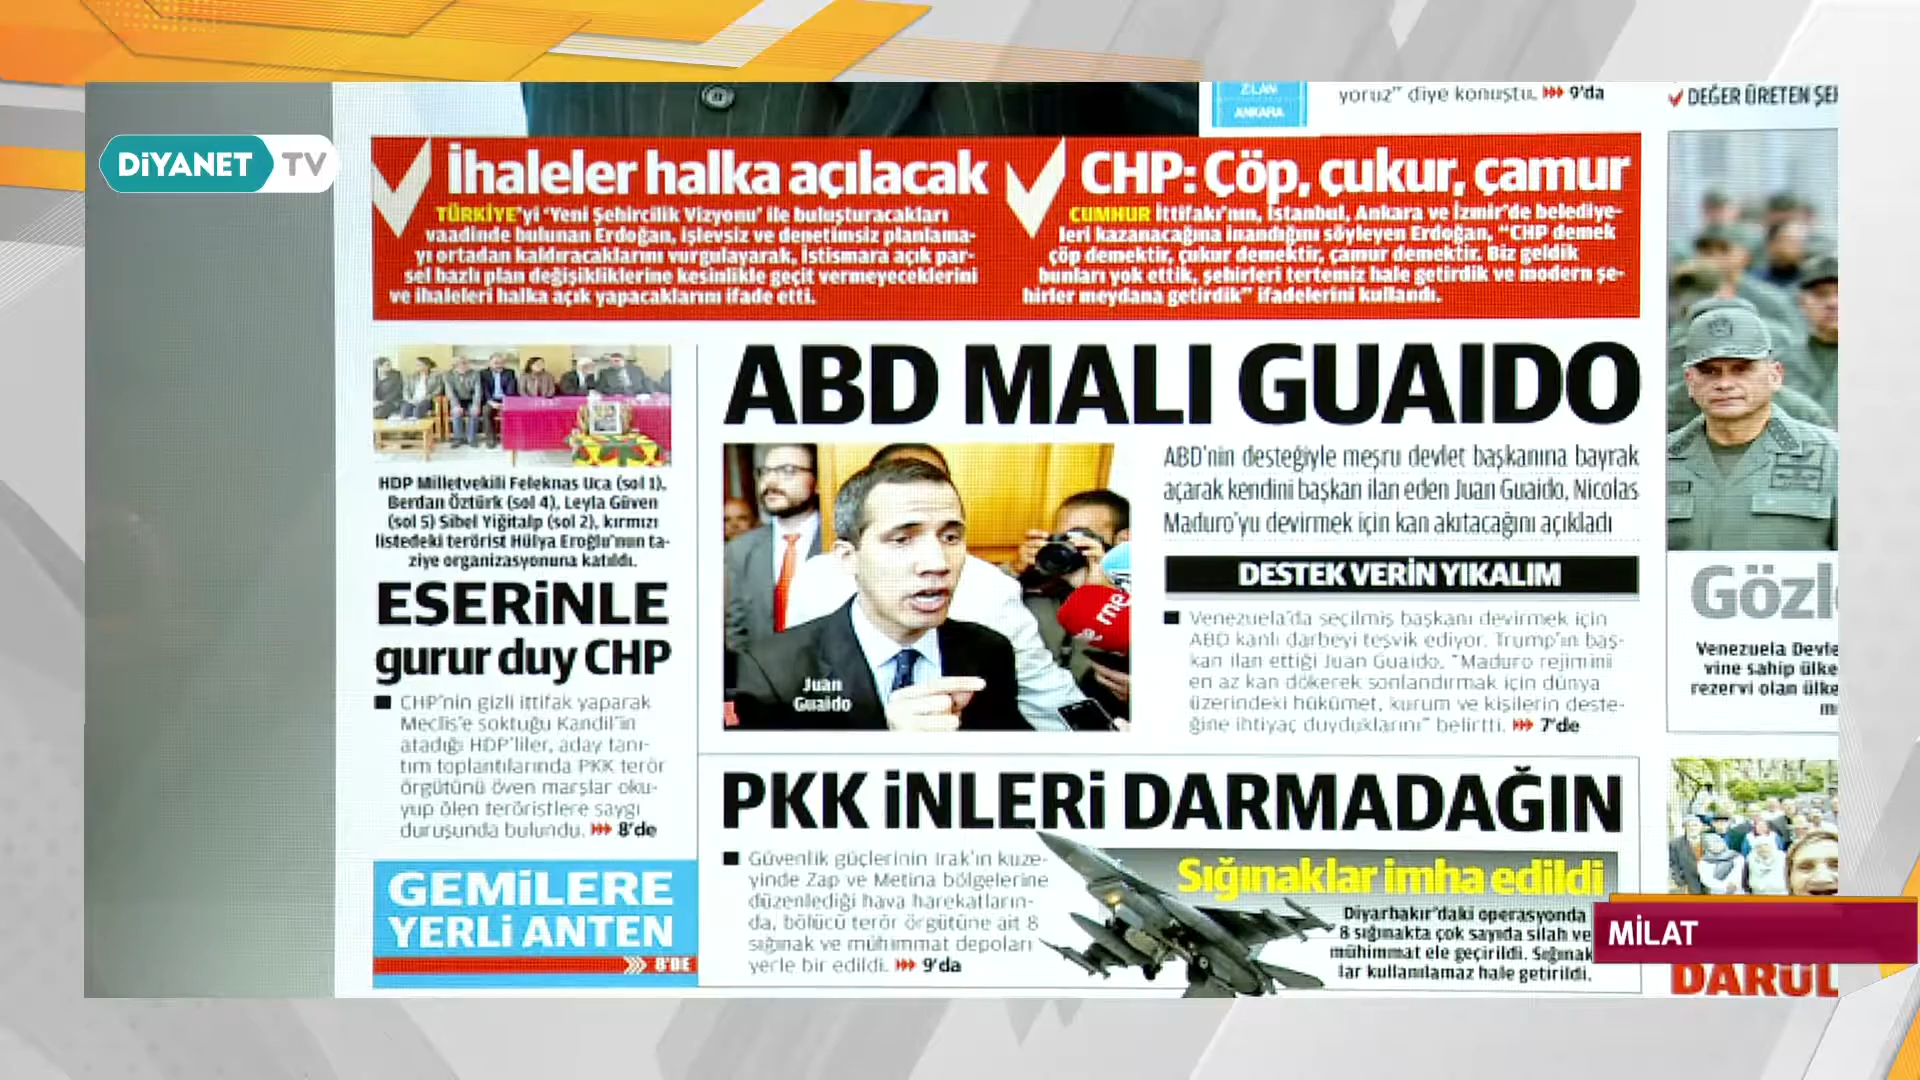 DiYANET TV
ZiLAN
ANKARA
yoruz” diye konuştu. 9’da
DEĞER ÜRETEN ŞE
İhaleler halka açılacak
TÜRKİYE’yi ‘Yeni Şehircilik Vizyonu’ ile buluşturacakları
vaadinde bulunan Erdoğan, işlevsiz ve denetimsiz planlama-
yı ortadan kaldıracaklarını vurgulayarak, İstismara açık par-
sel bazlı plan değişikliklerine kesinlikle geçit vermeyeceklerini
ve ihaleleri halka açık yapacaklarını ifade etti.
CHP: Çöp, çukur, çamur
CUMHUR İttifakı’nın, İstanbul, Ankara ve İzmir’de belediye-
leri kazanacağına inandığını söyleyen Erdoğan, “CHP demek
çöp demektir, çukur demektir, çamur demektir. Biz geldik
bunları yok ettik, şehirleri tertemiz hale getirdik ve modern şe-
hirler meydana getirdik” ifadelerini kullandı.
HDP Milletvekili Feleknas Uca (sol 1),
Berdan Öztürk (sol 4), Leyla Güven
(sol 5) Sibel Yiğitalp (sol 2), kırmızı
listedeki terörist Hülya Eroğlu’nun ta-
ziye organizasyonuna katıldı.
ESERiNLE
gurur duy CHP
CHP’nin gizli ittifak yaparak
Meclis’e soktuğu Kandil’in
atadığı HDP’liler, aday tanı-
tım toplantılarında PKK terör
örgütünü öven marşlar oku-
yup ölen teröristlere saygı
duruşunda bulundu. 8’de
GEMiLERE
YERLi ANTEN
8’DE
ABD MALI GUAIDO
Juan
Guaido
ABD’nin desteğiyle meşru devlet başkanına bayrak
açarak kendini başkan ilan eden Juan Guaido, Nicolas
Maduro’yu devirmek için kan akıtacağını açıkladı
DESTEK VERİN YIKALIM
Venezuela’da seçilmiş başkanı devirmek için
ABD kanlı darbeyi teşvik ediyor. Trump’ın baş-
kan ilan ettiği Juan Guaido, “Maduro rejimini
en az kan dökerek sonlandırmak için dünya
üzerindeki hükümet, kurum ve kişilerin deste-
ğine ihtiyaç duyduklarını” belirtti. 7’de
PKK iNLERi DARMADAĞIN
Güvenlik güçlerinin Irak’ın kuze-
yinde Zap ve Metina bölgelerine
düzenlediği hava harekatların-
da, bölücü terör örgütüne ait 8
sığınak ve mühimmat depoları
yerle bir edildi. 9’da
Sığınaklar imha edildi
Diyarbakır’daki operasyonda
8 sığınakta çok sayıda silah ve
mühimmat ele geçirildi. Sığınak
lar kullanılamaz hale getirildi.
Gözl
Venezuela Devle
vine sahip ülke
rezervi olan ülke
MİLAT
DARÜL